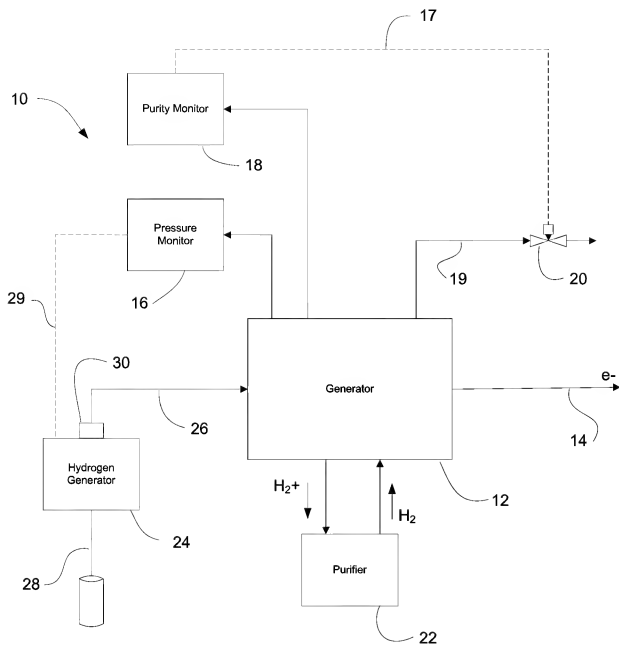 17
10
Purity Monitor
18
Pressure
Monitor
16
19
20
29
30
26
Generator
e-
14
Hydrogen
Generator
H₂+
H₂
12
24
28
Purifier
22